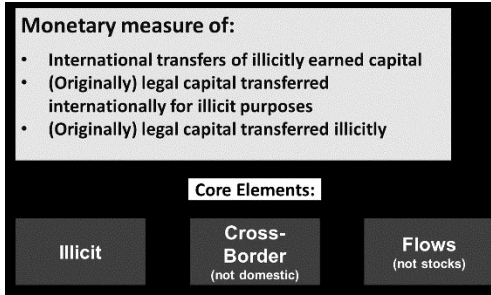 Monetary measure of:
• International transfers of illicitly earned capital
• (Originally) legal capital transferred
internationally for illicit purposes
• (Originally) legal capital transferred illicitly
Core Elements:
Illicit
Cross-
Border
(not domestic)
Flows
(not stocks)